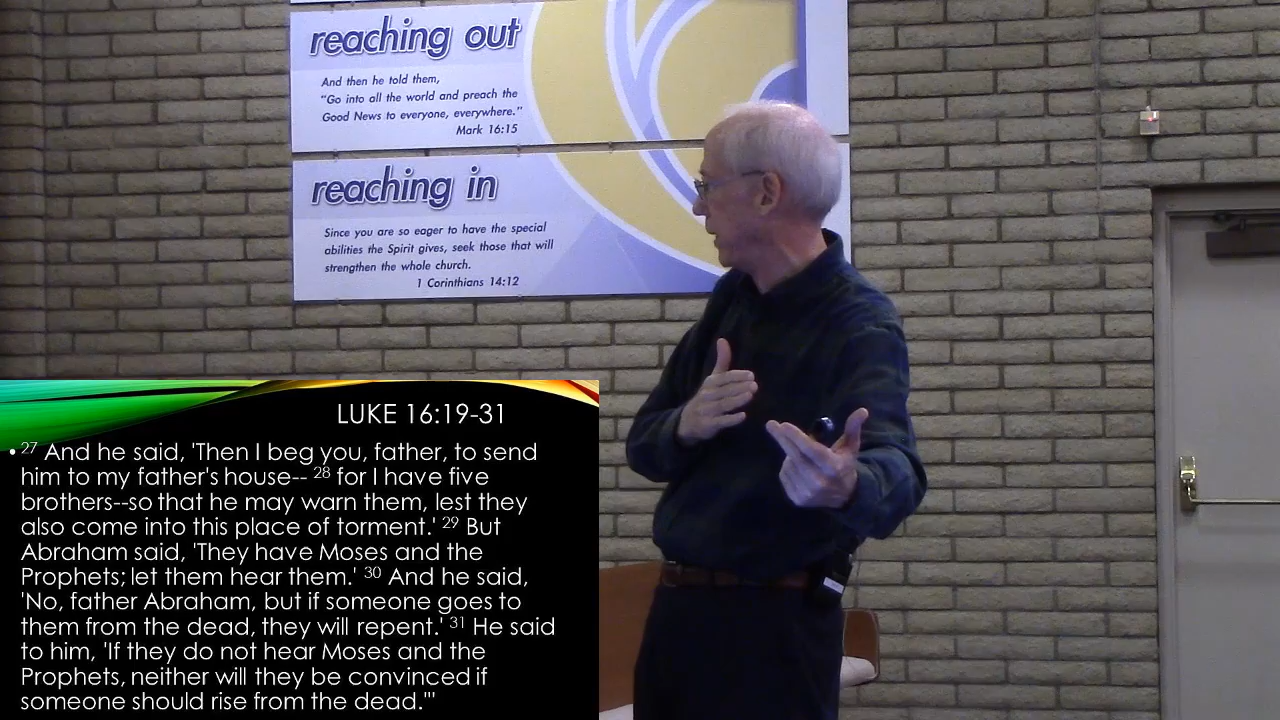 reaching out
And then he told them,
“Go into all the world and preach the
Good News to everyone, everywhere.”
Mark 16:15
reaching in
Since you are so eager to have the special
abilities the Spirit gives, seek those that will
strengthen the whole church.
1 Corinthians 14:12
LUKE 16:19-31
• 27 And he said, 'Then I beg you, father, to send
him to my father's house-- 28 for I have five
brothers--so that he may warn them, lest they
also come into this place of torment.' 29 But
Abraham said, 'They have Moses and the
Prophets; let them hear them.' 30 And he said,
'No, father Abraham, but if someone goes to
them from the dead, they will repent.' 31 He said
to him, 'If they do not hear Moses and the
Prophets, neither will they be convinced if
someone should rise from the dead.'"